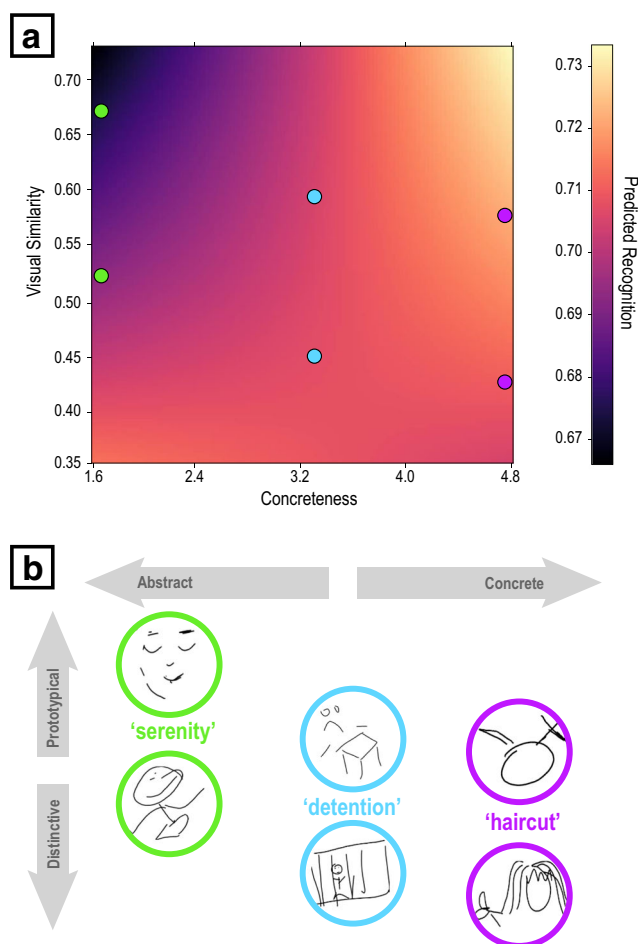 a
0.70
0.65
0.60
0.55
0.50
0.45
0.40
0.35
Visual Similarity
1.6 2.4 3.2 4.0 4.8
Concreteness
0.73
0.72
0.71
0.70
0.69
0.68
0.67
Predicted Recognition
b
Abstract Concrete
Prototypical
Distinctive
‘serenity’
‘detention’
‘haircut’